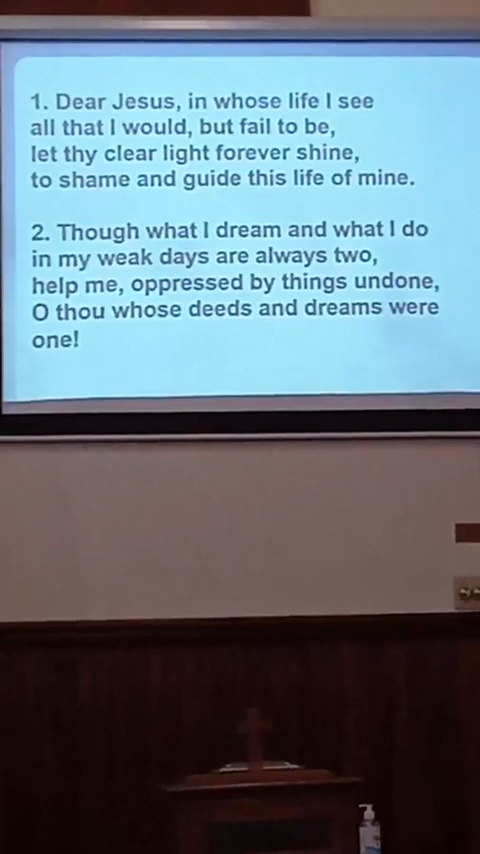 1. Dear Jesus, in whose life I see
all that I would, but fail to be,
let thy clear light forever shine,
to shame and guide this life of mine.
2. Though what I dream and what I do
in my weak days are always two,
help me, oppressed by things undone,
O thou whose deeds and dreams were
one!